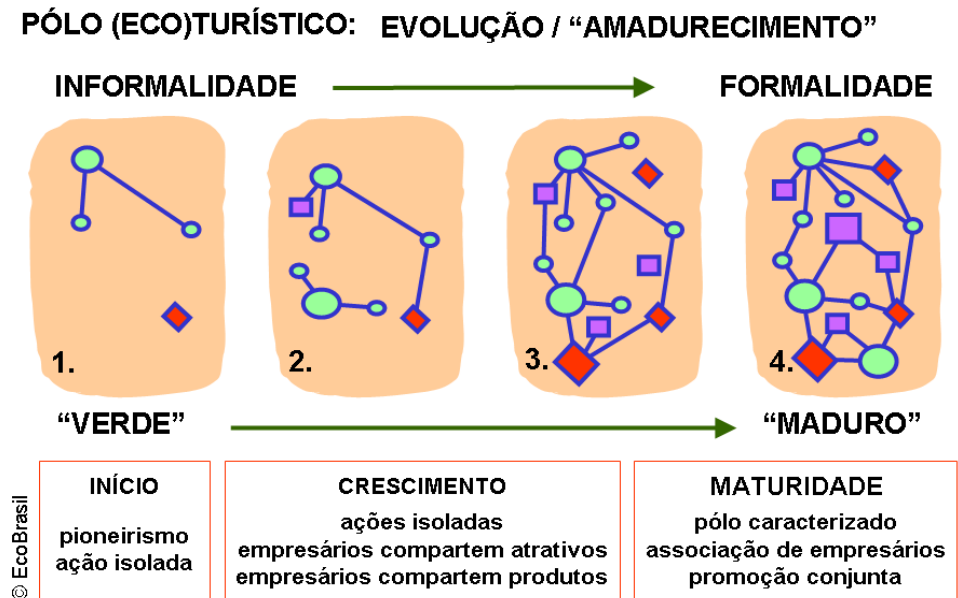 PÓLO (ECO)TURÍSTICO: EVOLUÇÃO / “AMADURECIMENTO”
INFORMALIDADE
FORMALIDADE
1.
2.
3.
4.
“VERDE”
“MADURO”
INÍCIO
pioneirismo
ação isolada
CRESCIMENTO
ações isoladas
empresários compartem atrativos
empresários compartem produtos
MATURIDADE
pólo caracterizado
associação de empresários
promoção conjunta
© EcoBrasil